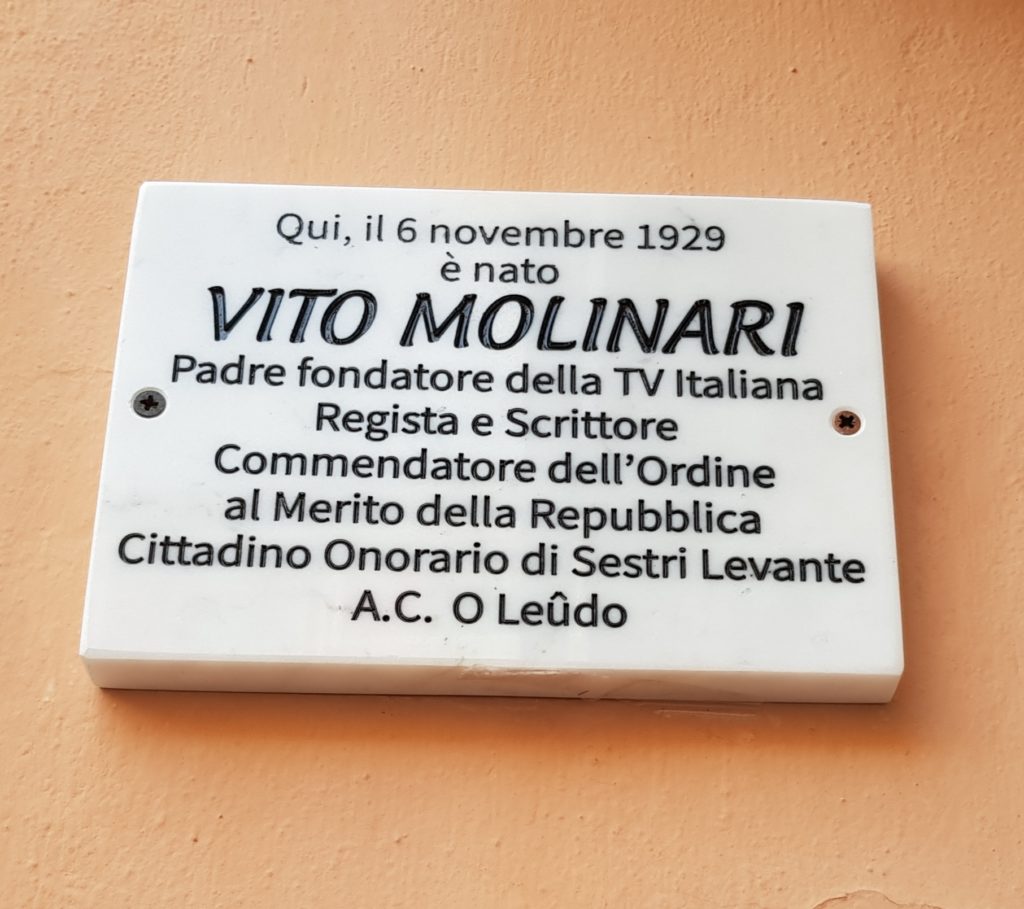 Qui, il 6 novembre 1929
è nato
VITO MOLINARI
Padre fondatore della TV Italiana
Regista e Scrittore
Commendatore dell’Ordine
al Merito della Repubblica
Cittadino Onorario di Sestri Levante
A.C. O Leûdo